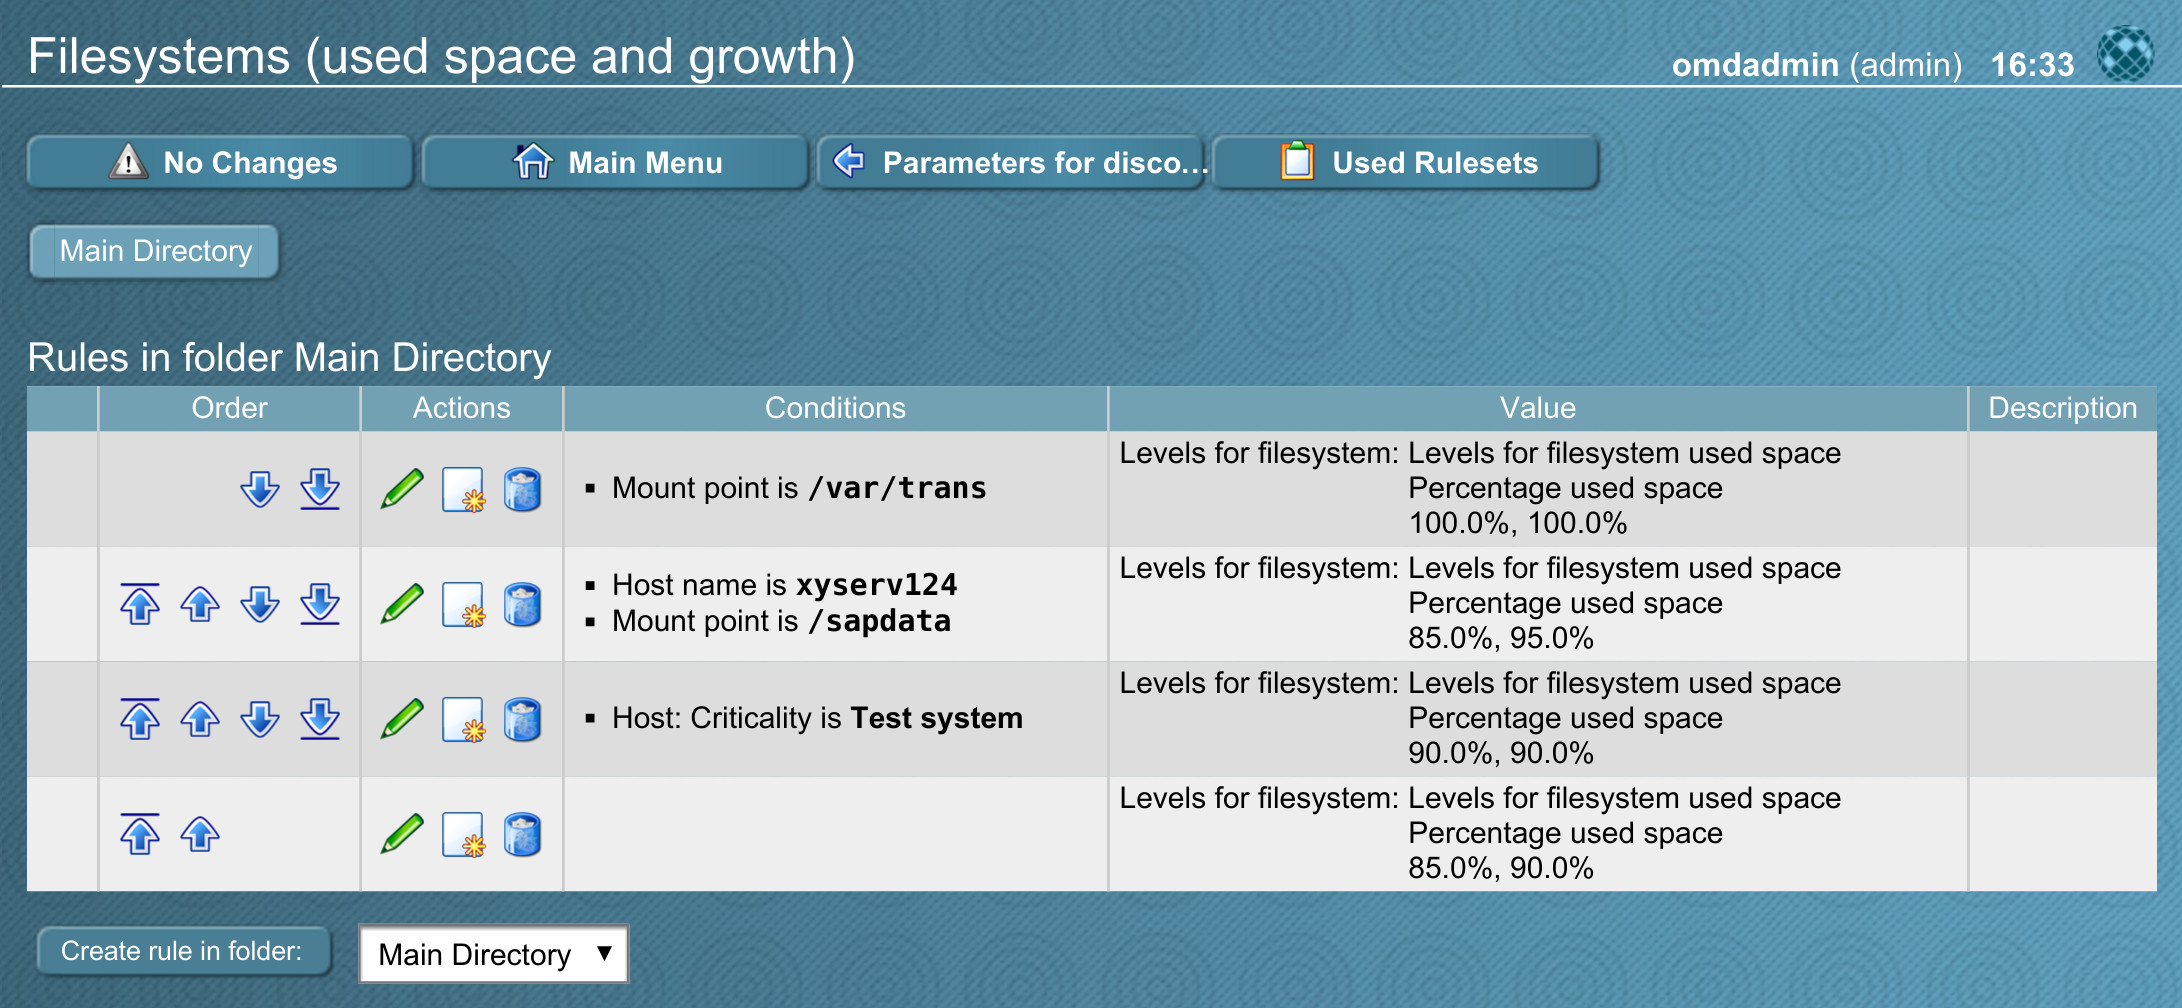 Filesystems (used space and growth)
omdadmin (admin) 16:33
No Changes
Main Menu
Parameters for disco...
Used Rulesets
Main Directory
Rules in folder Main Directory
Order Actions Conditions Value Description
Mount point is /var/trans
Levels for filesystem: Levels for filesystem used space
Percentage used space
100.0%, 100.0%
Host name is xyserv124
Mount point is /sapdata
Levels for filesystem: Levels for filesystem used space
Percentage used space
85.0%, 95.0%
Host: Criticality is Test system
Levels for filesystem: Levels for filesystem used space
Percentage used space
90.0%, 90.0%
Levels for filesystem: Levels for filesystem used space
Percentage used space
85.0%, 90.0%
Create rule in folder: Main Directory